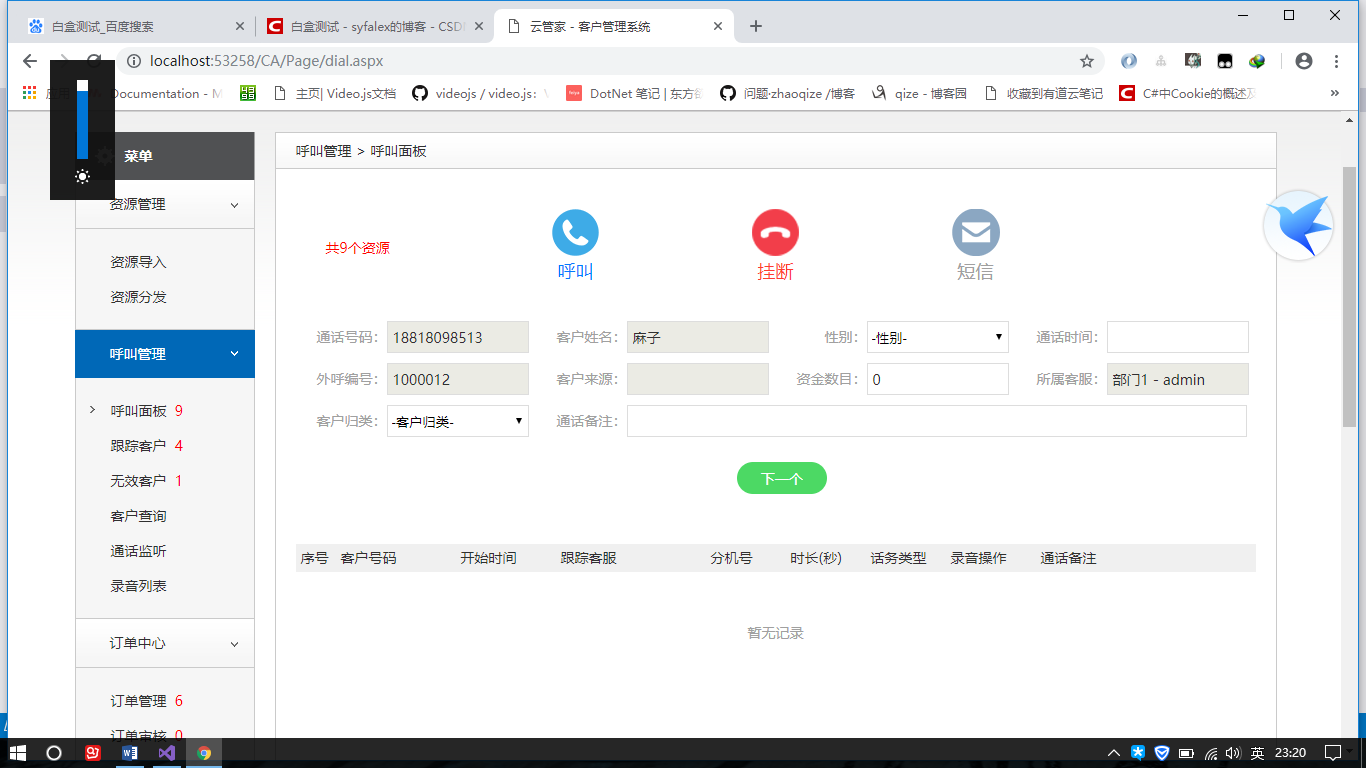 白盒测试_百度搜索
白盒测试 - syfalex的博客 - CSD
云管家 - 客户管理系统
localhost:53258/CA/Page/dial.aspx
Documentation - M
主页| Video.js文档
videojs / video.js:
DotNet 笔记 | 东方
问题·zhaoqize /博客
qize - 博客园
收藏到有道云笔记
C#中Cookie的概述及
»
菜单
资源管理
资源导入
资源分发
呼叫管理
呼叫面板 9
跟踪客户 4
无效客户 1
客户查询
通话监听
录音列表
订单中心
订单管理 6
订单审核 0
呼叫管理 > 呼叫面板
共9个资源
呼叫
挂断
短信
通话号码: 18818098513 客户姓名: 麻子 性别: -性别- 通话时间:
外呼编号: 1000012 客户来源: 资金数目: 0 所属客服: 部门1 - admin
客户归类: -客户归类- 通话备注:
下一个
序号 客户号码 开始时间 跟踪客服 分机号 时长(秒) 话务类型 录音操作 通话备注
暂无记录
英 23:20